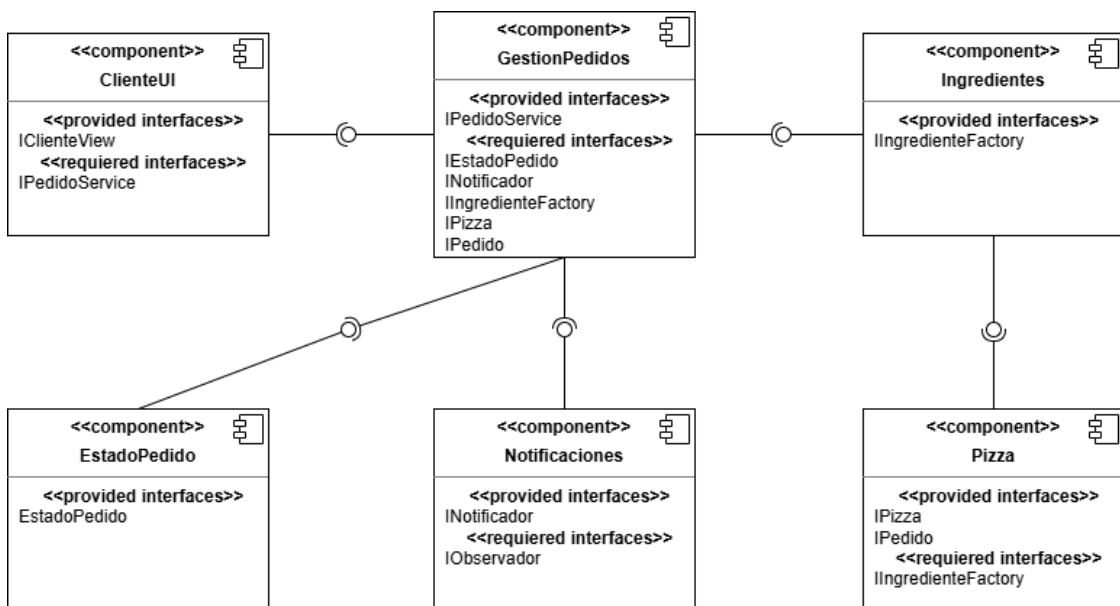 <<component>>
ClienteUI
<<provided interfaces>>
IClienteView
<<requiered interfaces>>
IPedidoService
<<component>>
GestionPedidos
<<provided interfaces>>
IPedidoService
<<requiered interfaces>>
IEstadoPedido
INotificador
IIngredienteFactory
IPizza
IPedido
<<component>>
Ingredientes
<<provided interfaces>>
IIngredienteFactory
<<component>>
EstadoPedido
<<provided interfaces>>
EstadoPedido
<<component>>
Notificaciones
<<provided interfaces>>
INotificador
<<requiered interfaces>>
IObservador
<<component>>
Pizza
<<provided interfaces>>
IPizza
IPedido
<<requiered interfaces>>
IIngredienteFactory